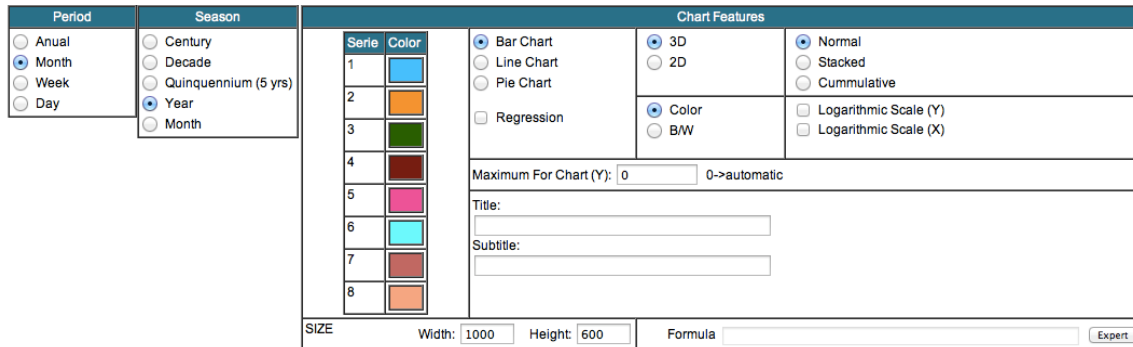 Period
Anual
Month
Week
Day
Season
Century
Decade
Quinquennium (5 yrs)
Year
Month
Chart Features
Serie Color
1
2
3
4
5
6
7
8
Bar Chart
Line Chart
Pie Chart
Regression
3D
2D
Color
B/W
Normal
Stacked
Cummulative
Logarithmic Scale (Y)
Logarithmic Scale (X)
Maximum For Chart (Y): 0 0->automatic
Title:
Subtitle:
SIZE Width: 1000 Height: 600 Formula Expert